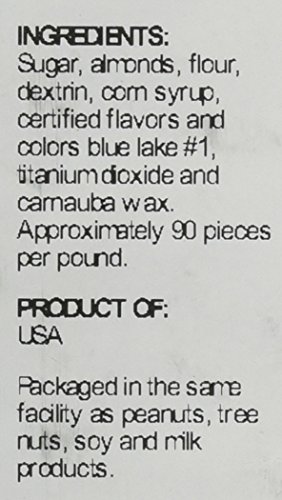 INGREDIENTS:
Sugar, almonds, flour,
dextrin, corn syrup,
certified flavors and
colors blue lake #1,
titanium dioxide and
carnauba wax.
Approximately 90 pieces
per pound.
PRODUCT OF:
USA
Packaged in the same
facility as peanuts, tree
nuts, soy and milk
products.